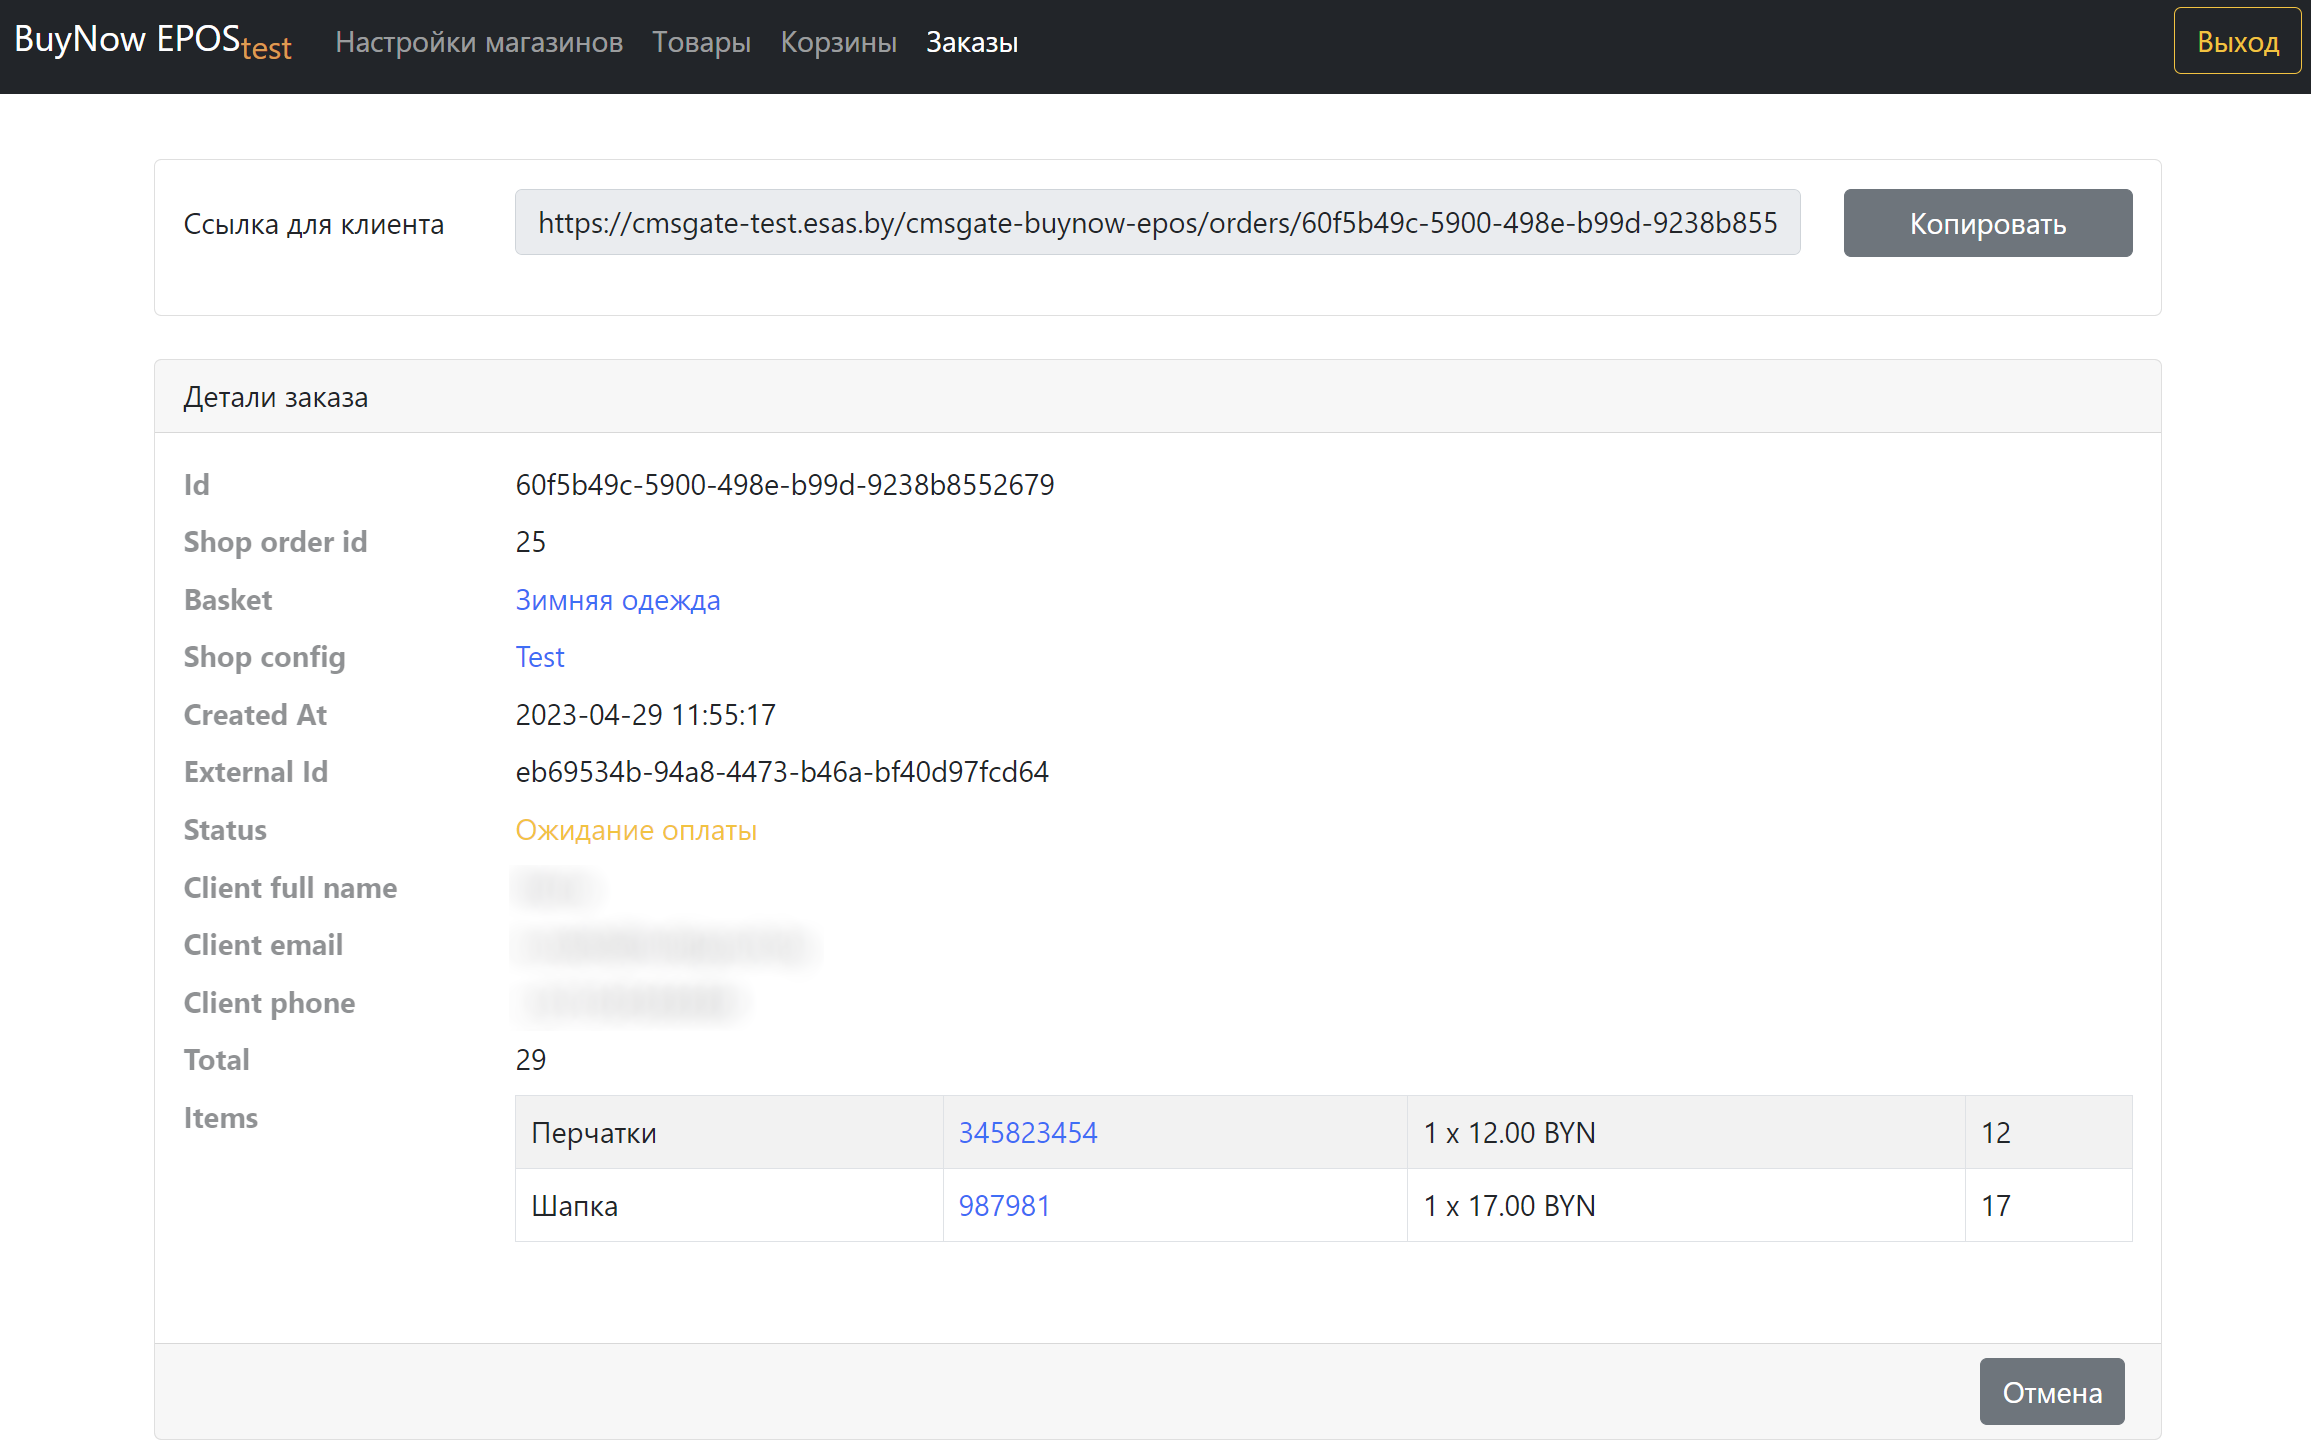 BuyNow EPOS test Настройки магазинов Товары Корзины Заказы Выход
Ссылка для клиента https://cmsgate-test.esas.by/cmsgate-buynow-epos/orders/60f5b49c-5900-498e-b99d-9238b855 Копировать
Детали заказа
Id 60f5b49c-5900-498e-b99d-9238b8552679
Shop order id 25
Basket Зимняя одежда
Shop config Test
Created At 2023-04-29 11:55:17
External Id eb69534b-94a8-4473-b46a-bf40d97fcd64
Status Ожидание оплаты
Client full name
Client email
Client phone
Total 29
Items Перчатки 345823454 1 x 12.00 BYN 12
Шапка 987981 1 x 17.00 BYN 17
Отмена